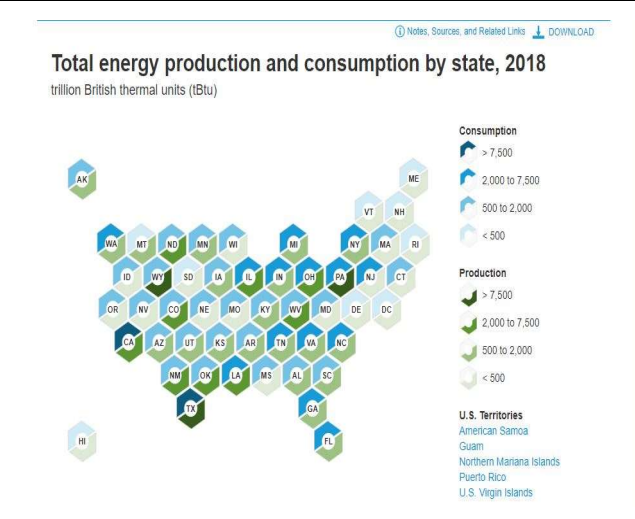 Notes, Sources, and Related Links DOWNLOAD
Total energy production and consumption by state, 2018
trillion British thermal units (tBtu)
Consumption
> 7,500
2,000 to 7,500
500 to 2,000
< 500
Production
> 7,500
2,000 to 7,500
500 to 2,000
< 500
U.S. Territories
American Samoa
Guam
Northern Mariana Islands
Puerto Rico
U.S. Virgin Islands
AK ME
VT NH
WA MT ND MN WI MI NY MA RI
ID WY SD IA IL IN OH PA NJ CT
OR NV CO NE MO KY WV MD DE DC
CA AZ UT KS AR TN VA NC
NM OK LA MS AL SC
TX GA
HI FL